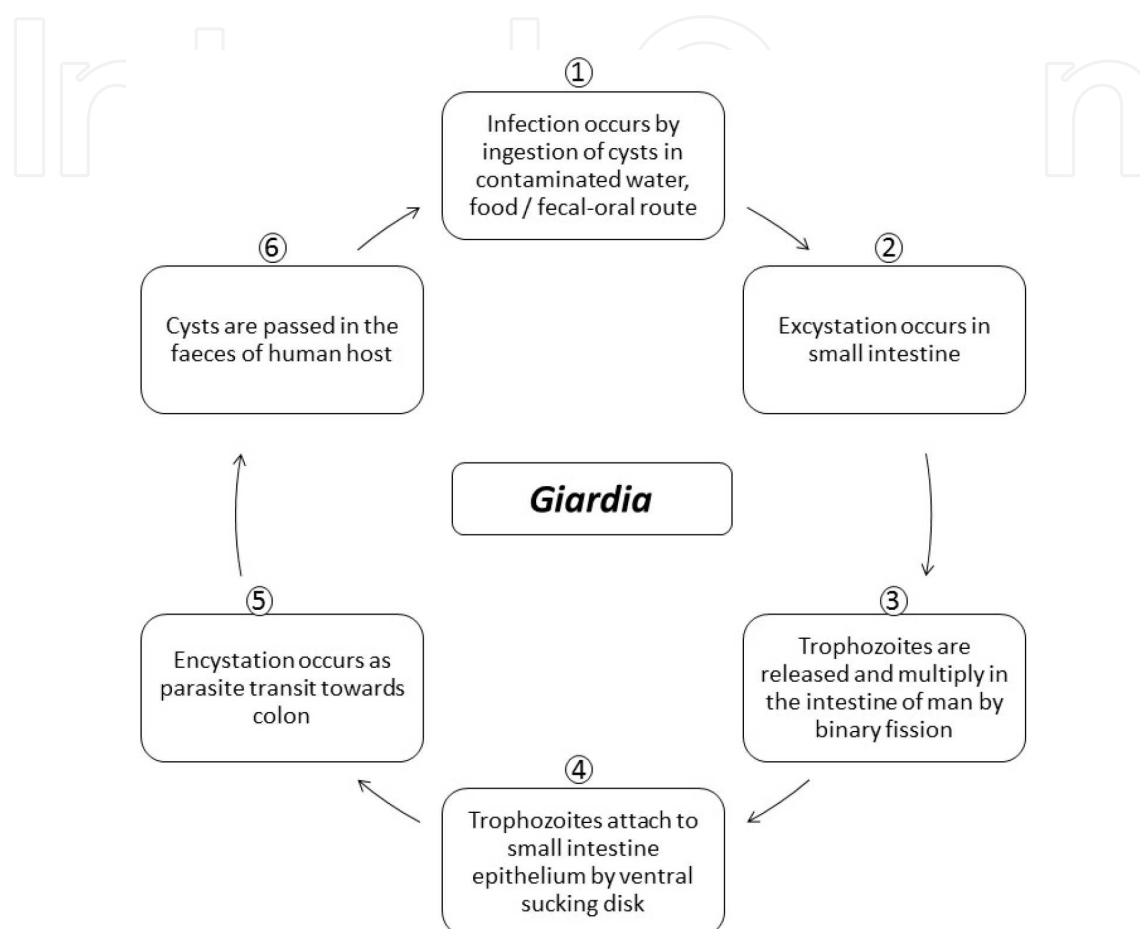 ①
Infection occurs by
ingestion of cysts in
contaminated water,
food / fecal-oral route
②
Excystation occurs in
small intestine
③
Trophozoites are
released and multiply in
the intestine of man by
binary fission
④
Trophozoites attach to
small intestine
epithelium by ventral
sucking disk
⑤
Encystation occurs as
parasite transit towards
colon
⑥
Cysts are passed in the
faeces of human host
Giardia